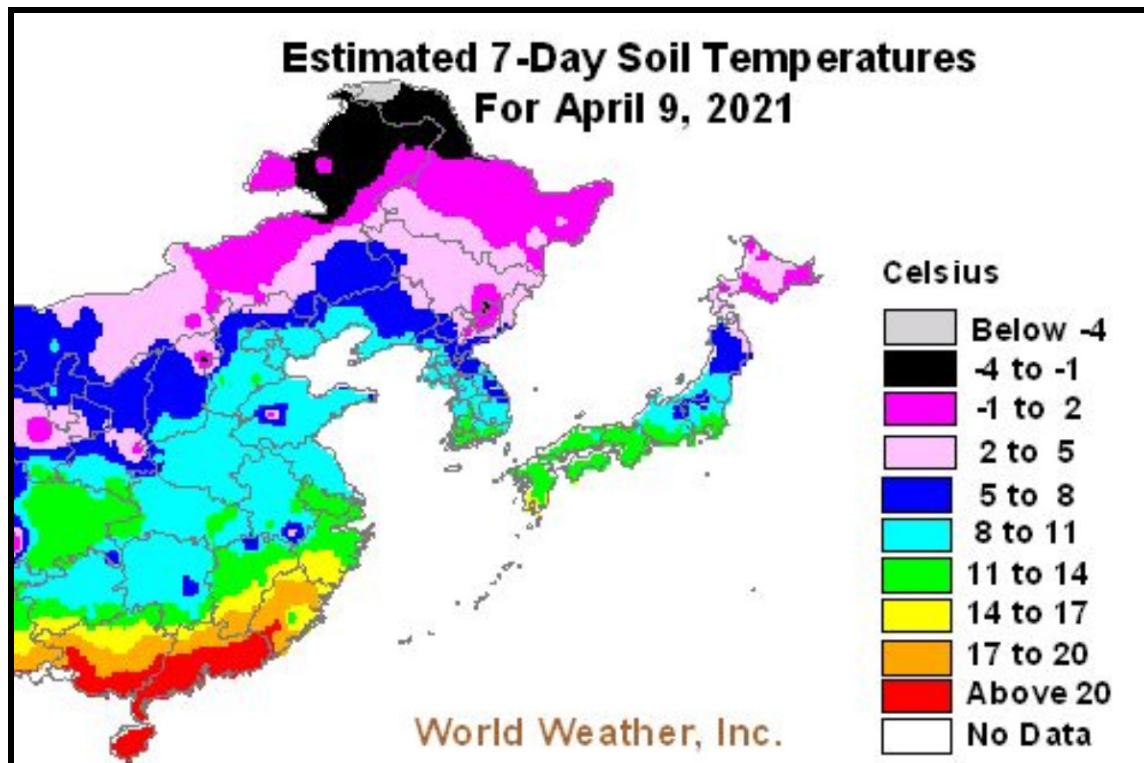 Estimated 7-Day Soil Temperatures
For April 9, 2021
Celsius
Below -4
-4 to -1
-1 to 2
2 to 5
5 to 8
8 to 11
11 to 14
14 to 17
17 to 20
Above 20
No Data
World Weather, Inc.